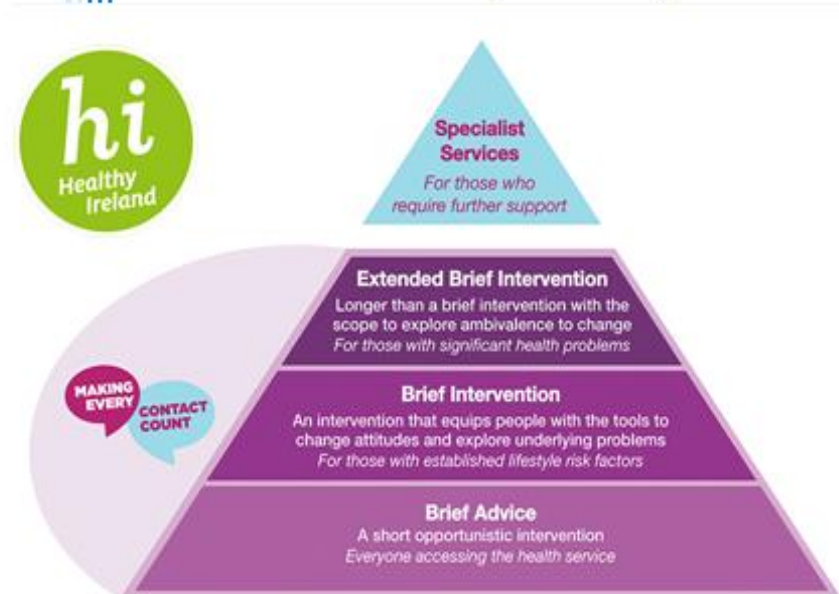 hi
Healthy
Ireland
Specialist
Services
For those who
require further support
Extended Brief Intervention
Longer than a brief intervention with the
scope to explore ambivalence to change
For those with significant health problems
MAKING
EVERY
CONTACT
COUNT
Brief Intervention
An intervention that equips people with the tools to
change attitudes and explore underlying problems
For those with established lifestyle risk factors
Brief Advice
A short opportunistic intervention
Everyone accessing the health service